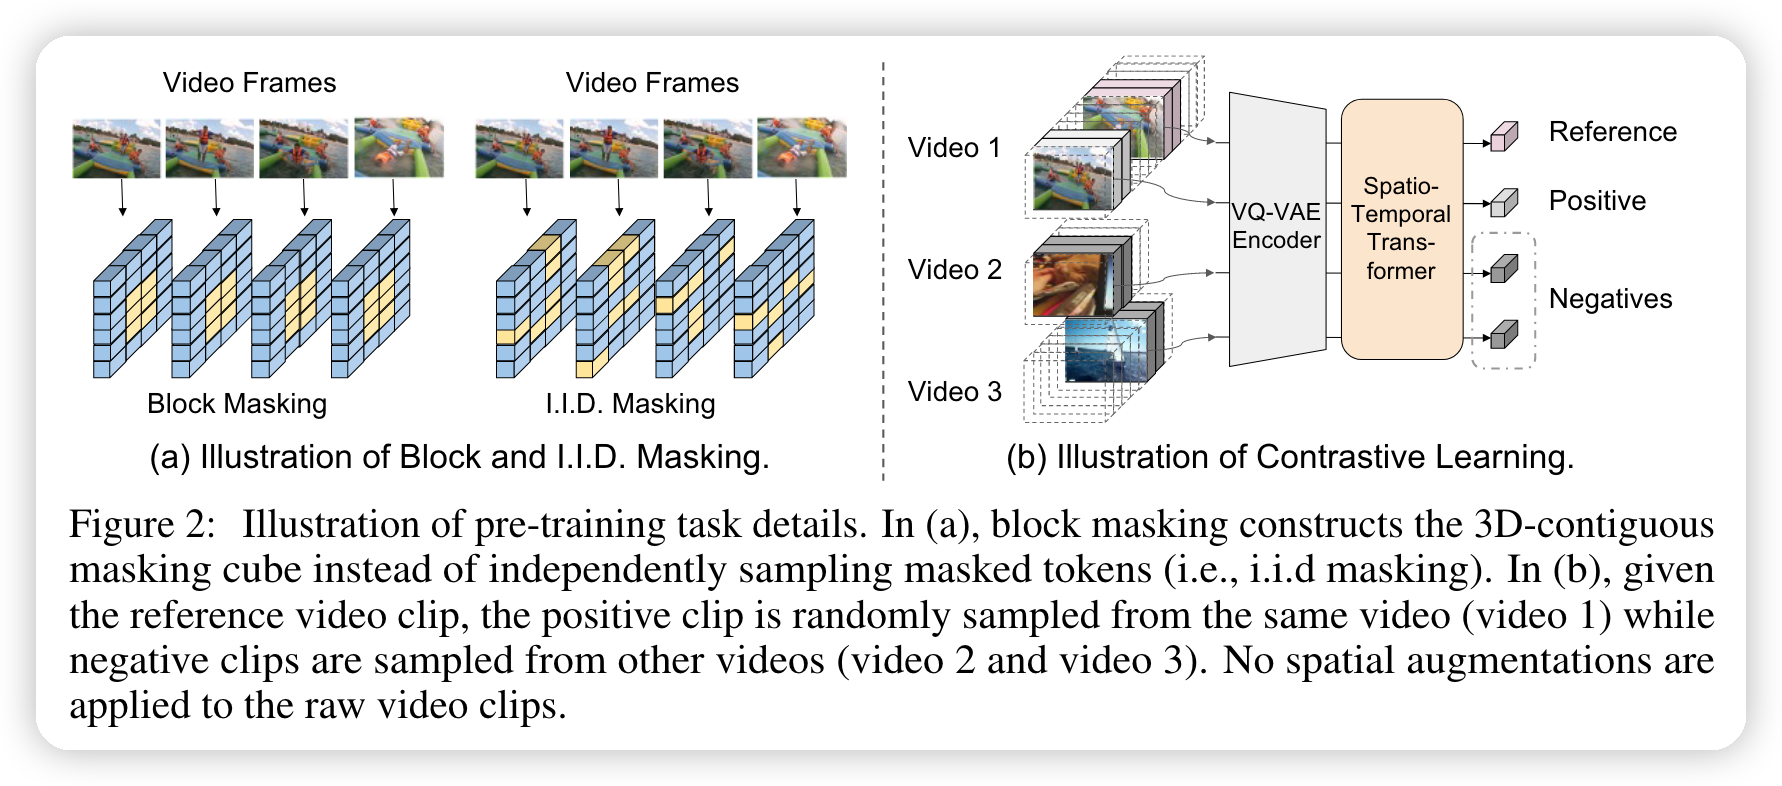 Video Frames
Video Frames
Block Masking
I.I.D. Masking
(a) Illustration of Block and I.I.D. Masking.
Video 1
Video 2
Video 3
VQ-VAE
Encoder
Spatio-
Temporal
Trans-
former
Reference
Positive
Negatives
(b) Illustration of Contrastive Learning.
Figure 2: Illustration of pre-training task details. In (a), block masking constructs the 3D-contiguous
masking cube instead of independently sampling masked tokens (i.e., i.i.d masking). In (b), given
the reference video clip, the positive clip is randomly sampled from the same video (video 1) while
negative clips are sampled from other videos (video 2 and video 3). No spatial augmentations are
applied to the raw video clips.